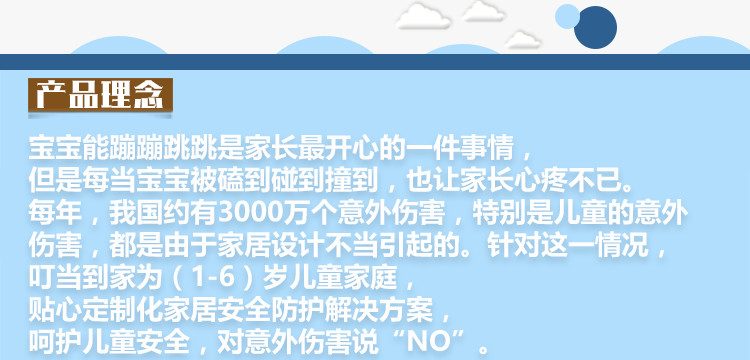 产品理念
宝宝能蹦蹦跳跳是家长最开心的一件事情，
但是每当宝宝被磕到碰到撞到，也让家长心疼不已。
每年，我国约有3000万个意外伤害，特别是儿童的意外
伤害，都是由于家居设计不当引起的。针对这一情况，
叮当到家为（1-6）岁儿童家庭，
贴心定制化家居安全防护解决方案，
呵护儿童安全，对意外伤害说“NO”。